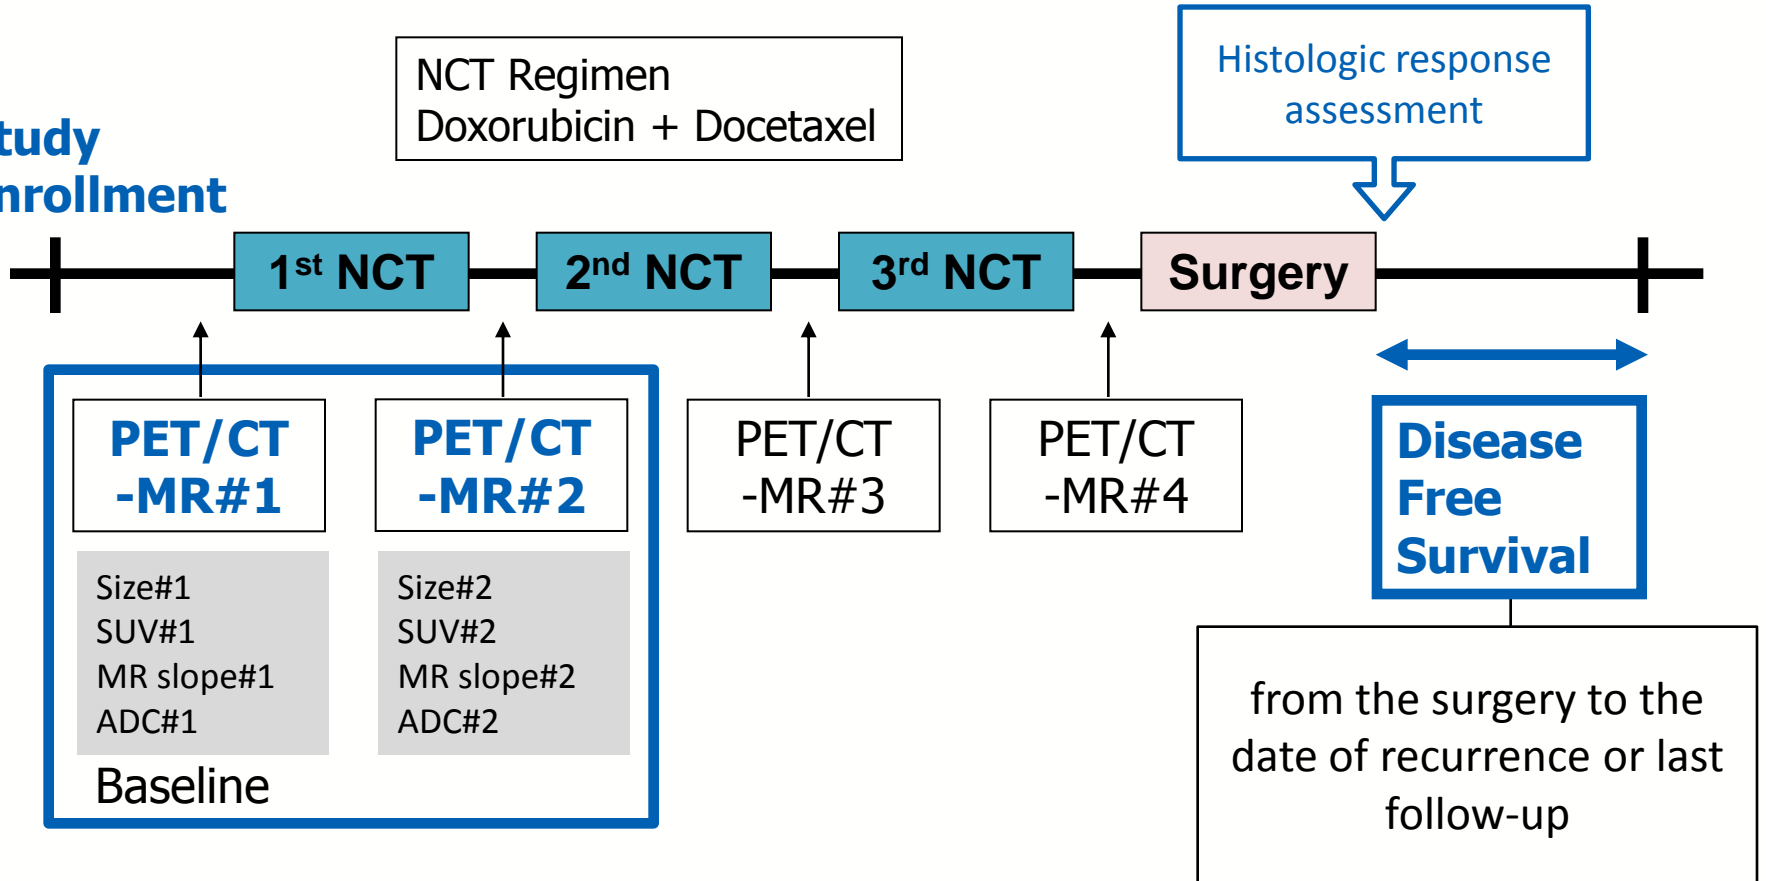 NCT Regimen
Doxorubicin + Docetaxel
Histologic response
assessment
tudy
nrollment
1st NCT
2nd NCT
3rd NCT
Surgery
PET/CT
-MR#1
PET/CT
-MR#2
PET/CT
-MR#3
PET/CT
-MR#4
Size#1
SUV#1
MR slope#1
ADC#1
Size#2
SUV#2
MR slope#2
ADC#2
Baseline
Disease
Free
Survival
from the surgery to the
date of recurrence or last
follow-up